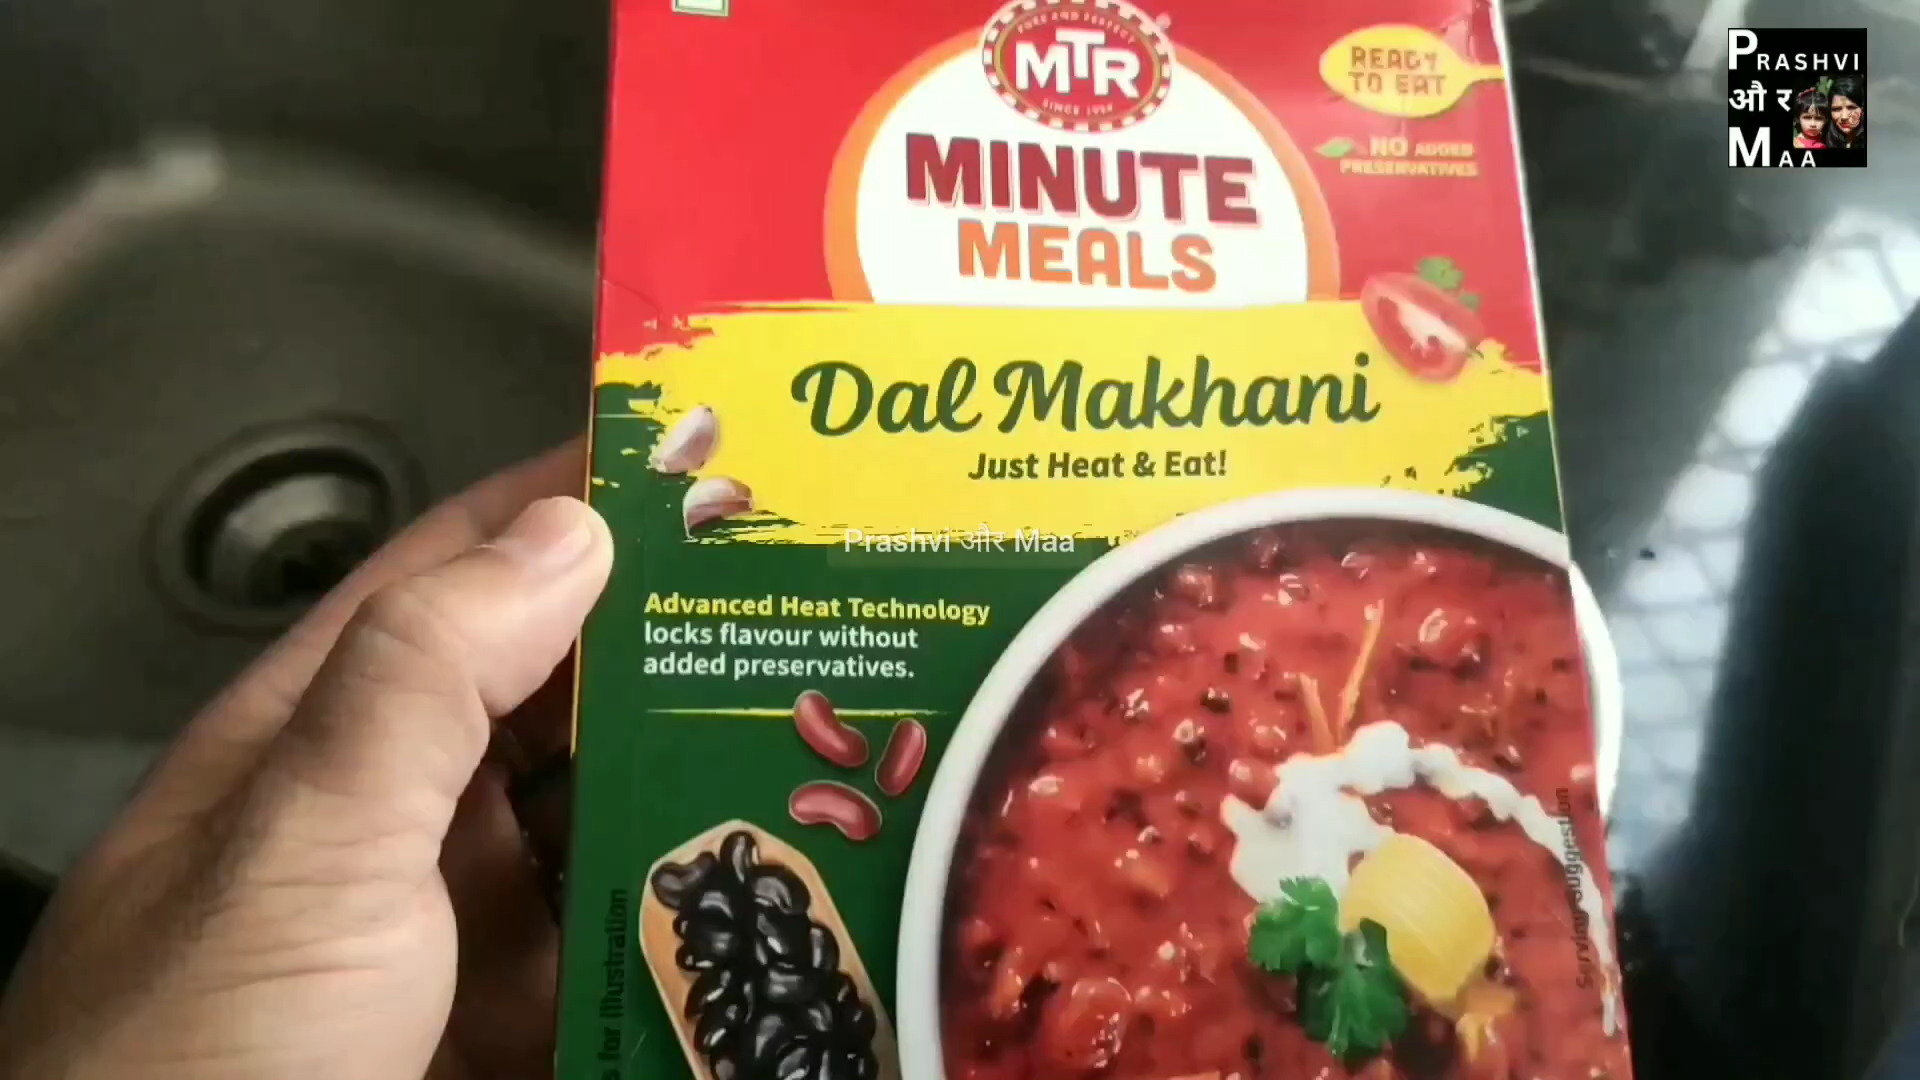 PURE AND PERFECT
MTR
SINCE 1924
MINUTE
MEALS
READY
TO EAT
NO ADDED
PRESERVATIVES
Dal Makhani
Just Heat & Eat!
Advanced Heat Technology
locks flavour without
added preservatives.
for illustration
Serving Suggestion
Prashvi और Maa
PRASHVI
और
MAA